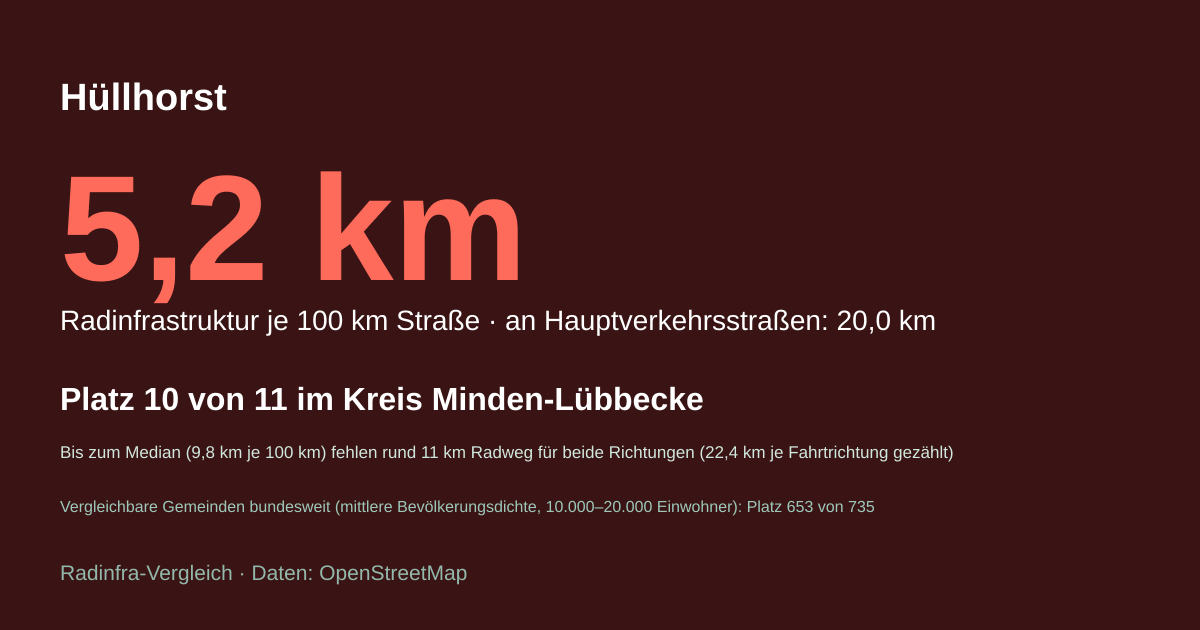 Hüllhorst
5,2 km
Radinfrastruktur je 100 km Straße · an Hauptverkehrsstraßen: 20,0 km
Platz 10 von 11 im Kreis Minden-Lübbecke
Bis zum Median (9,8 km je 100 km) fehlen rund 11 km Radweg für beide Richtungen (22,4 km je Fahrtrichtung gezählt)
Vergleichbare Gemeinden bundesweit (mittlere Bevölkerungsdichte, 10.000–20.000 Einwohner): Platz 653 von 735
Radinfra-Vergleich · Daten: OpenStreetMap